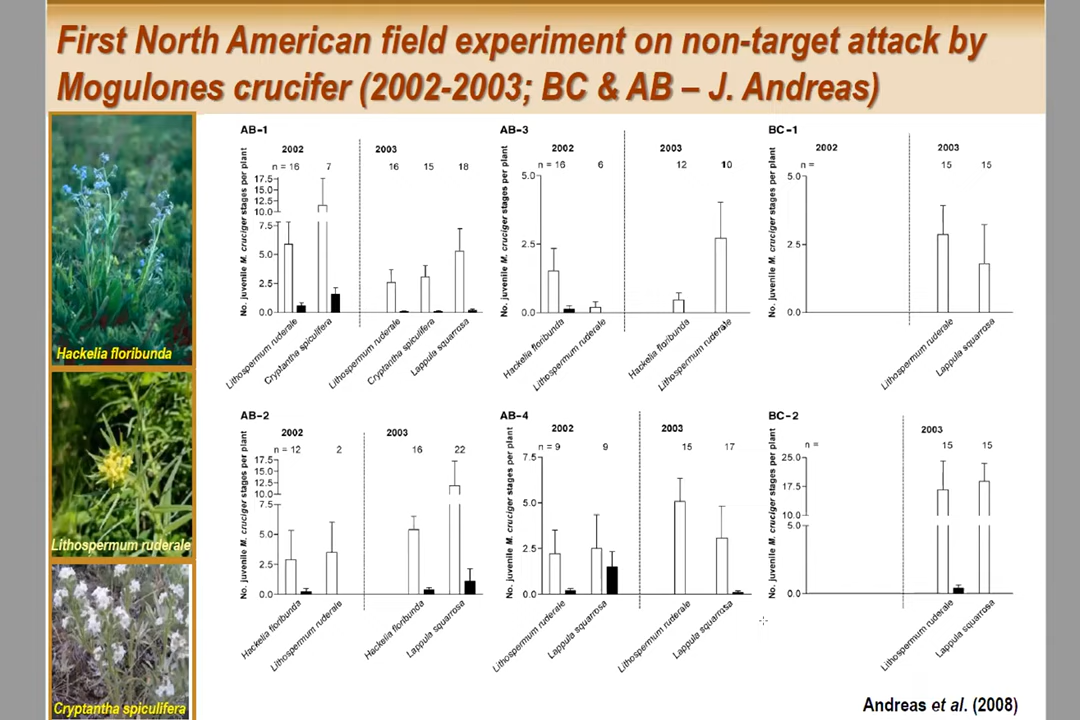 First North American field experiment on non-target attack by
Mogulones crucifer (2002-2003; BC & AB – J. Andreas)
Hackelia floribunda
Lithospermum ruderale
Cryptantha spiculifera
AB-1
No. juvenile M. cruciger stages per plant
2002
2003
n = 16 7 16 15 18
17.5
15.0
12.5
10.0
7.5
5.0
2.5
0.0
Lithospermum ruderale
Cryptantha spiculifera
Lithospermum ruderale
Cryptantha spiculifera
Lappula squarrosa
AB-3
No. juvenile M. cruciger stages per plant
2002
2003
n = 16 6 12 10
5.0
2.5
0.0
Hackelia floribunda
Lithospermum ruderale
Hackelia floribunda
Lithospermum ruderale
BC-1
No. juvenile M. cruciger stages per plant
2002
2003
n = 15 15
5.0
2.5
0.0
Lithospermum ruderale
Lappula squarrosa
AB-2
No. juvenile M. cruciger stages per plant
2002
2003
n = 12 2 16 22
17.5
15.0
12.5
10.0
7.5
5.0
2.5
0.0
Hackelia floribunda
Lithospermum ruderale
Hackelia floribunda
Lappula squarrosa
AB-4
No. juvenile M. cruciger stages per plant
2002
2003
n = 9 9 15 17
7.5
5.0
2.5
0.0
Lithospermum ruderale
Lappula squarrosa
Lithospermum ruderale
Lappula squarrosa
BC-2
No. juvenile M. cruciger stages per plant
2003
n = 15 15
25.0
17.5
10.0
5.0
0.0
Lithospermum ruderale
Lappula squarrosa
Andreas et al. (2008)